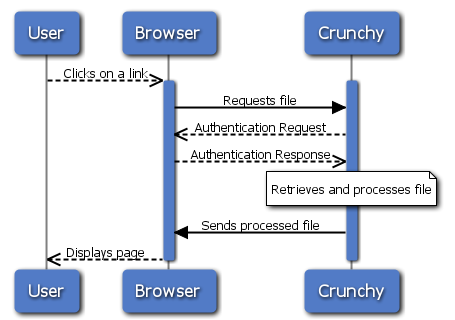 User
Browser
Crunchy
Clicks on a link
Requests file
Authentication Request
Authentication Response
Retrieves and processes file
Sends processed file
Displays page
User
Browser
Crunchy